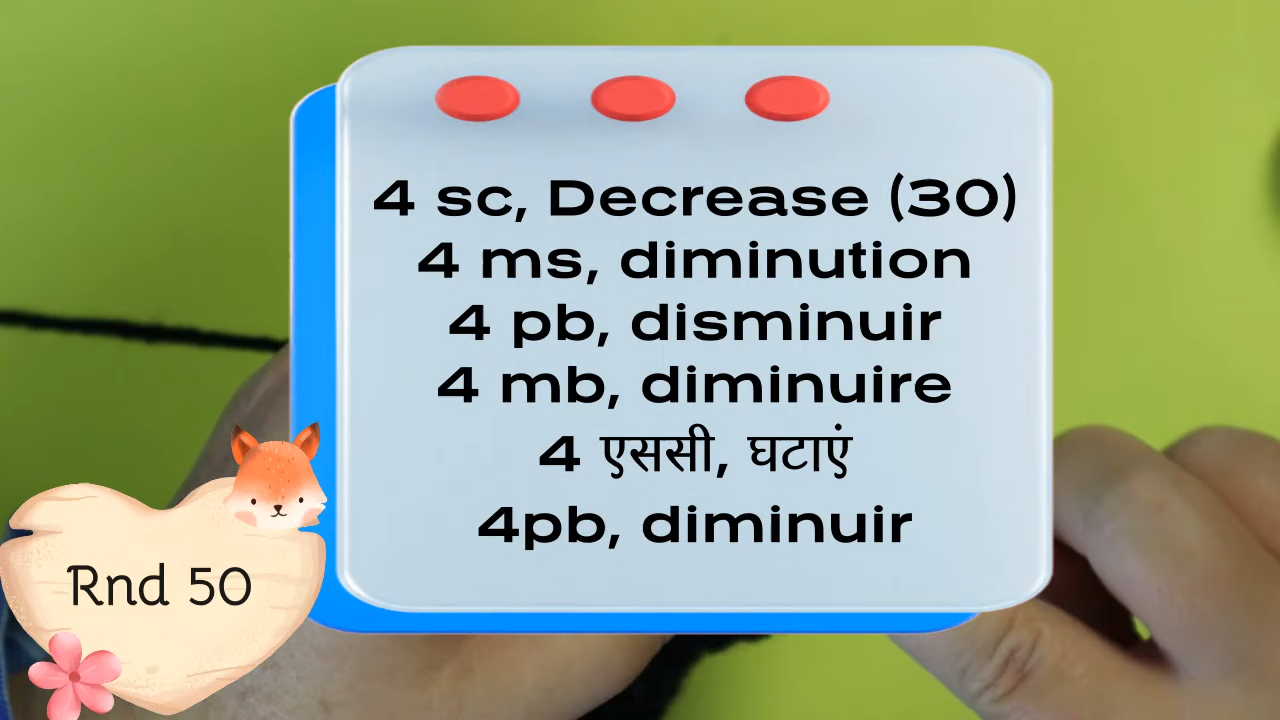 4 sc, Decrease (30)
4 ms, diminution
4 pb, disminuir
4 mb, diminuire
4 एससी, घटाएं
4pb, diminuir
Rnd 50